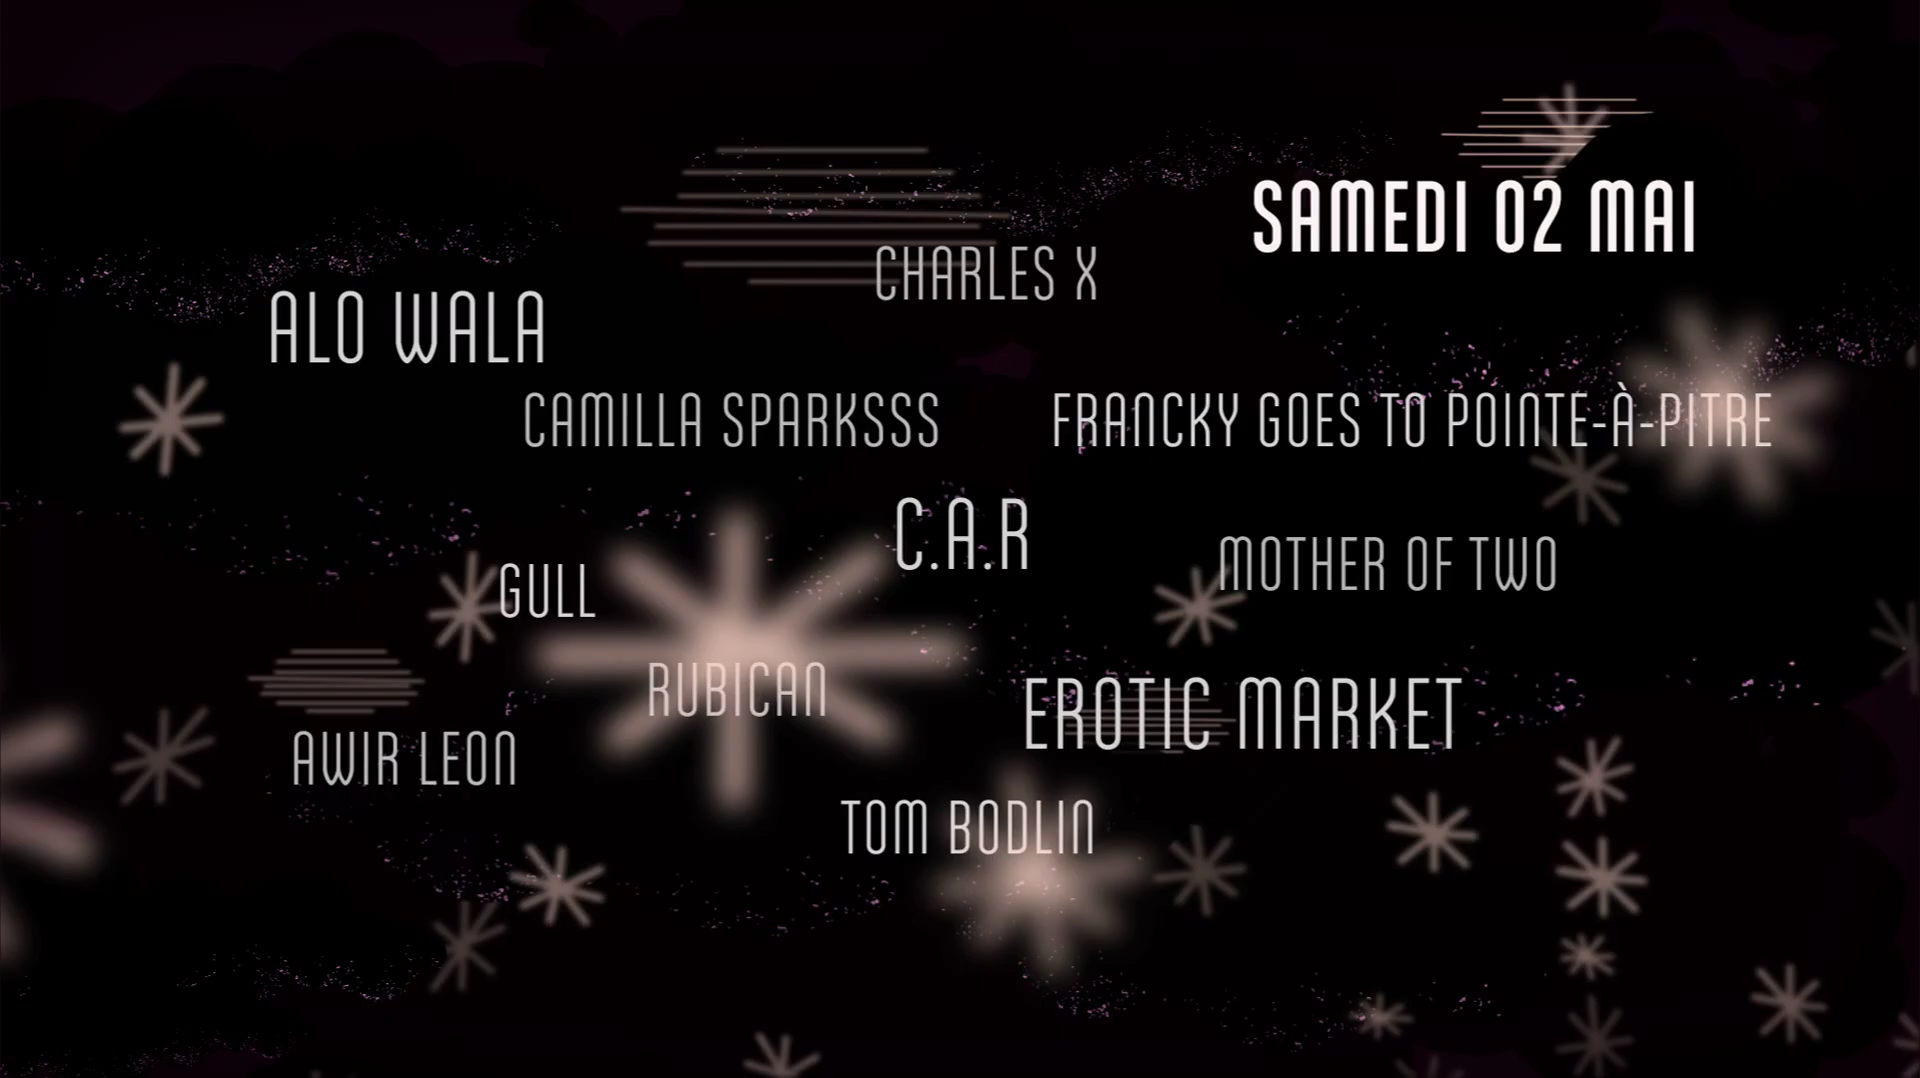 SAMEDI 02 MAI
CHARLES X
ALO WALA
CAMILLA SPARKSSS
FRANCKY GOES TO POINTE-À-PITRE
C.A.R
MOTHER OF TWO
GULL
RUBICAN
EROTIC MARKET
AWIR LEON
TOM BODLIN